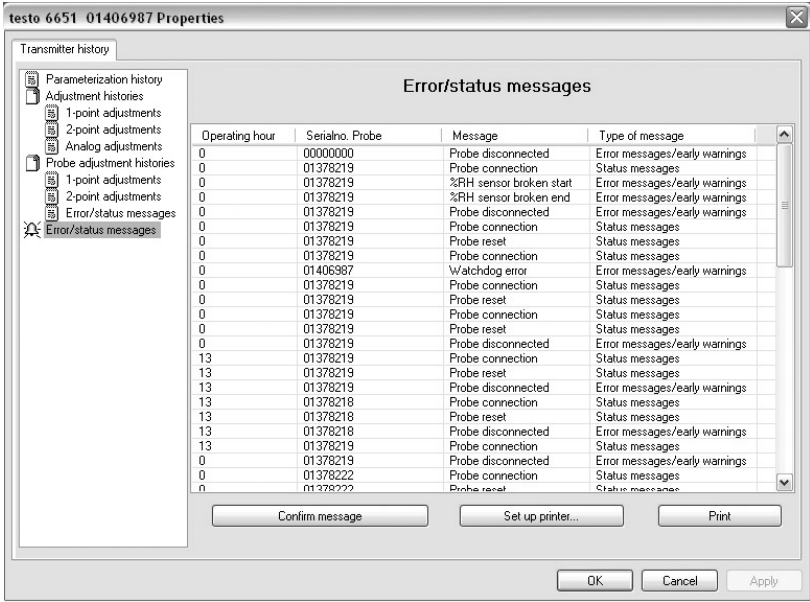 testo 6651 01406987 Properties
Transmitter history
Parameterization history
Adjustment histories
1-point adjustments
2-point adjustments
Analog adjustments
Probe adjustment histories
1-point adjustments
2-point adjustments
Error/status messages
Error/status messages
Error/status messages
Operating hour Serialno. Probe Message Type of message
0 00000000 Probe disconnected Error messages/early warnings
0 01378219 Probe connection Status messages
0 01378219 %RH sensor broken start Error messages/early warnings
0 01378219 %RH sensor broken end Error messages/early warnings
0 01378219 Probe disconnected Error messages/early warnings
0 01378219 Probe connection Status messages
0 01378219 Probe reset Status messages
0 01378219 Probe connection Status messages
0 01406987 Watchdog error Error messages/early warnings
0 01378219 Probe connection Status messages
0 01378219 Probe reset Status messages
0 01378219 Probe connection Status messages
0 01378219 Probe reset Status messages
0 01378219 Probe disconnected Error messages/early warnings
13 01378219 Probe connection Status messages
13 01378219 Probe reset Status messages
13 01378219 Probe disconnected Error messages/early warnings
13 01378218 Probe connection Status messages
13 01378218 Probe reset Status messages
13 01378218 Probe disconnected Error messages/early warnings
13 01378219 Probe connection Status messages
0 01378219 Probe disconnected Error messages/early warnings
0 01378222 Probe connection Status messages
0 01378222 Probe reset Status messages
Confirm message Set up printer... Print
OK Cancel Apply